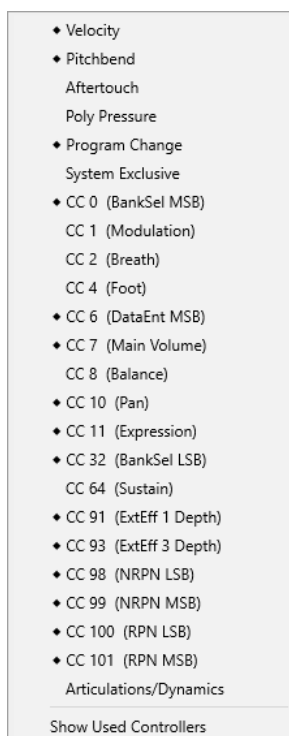 ◆ Velocity
◆ Pitchbend
Aftertouch
Poly Pressure
◆ Program Change
System Exclusive
◆ CC 0 (BankSel MSB)
CC 1 (Modulation)
CC 2 (Breath)
CC 4 (Foot)
◆ CC 6 (DataEnt MSB)
◆ CC 7 (Main Volume)
CC 8 (Balance)
◆ CC 10 (Pan)
◆ CC 11 (Expression)
◆ CC 32 (BankSel LSB)
CC 64 (Sustain)
◆ CC 91 (ExtEff 1 Depth)
◆ CC 93 (ExtEff 3 Depth)
◆ CC 98 (NRPN LSB)
◆ CC 99 (NRPN MSB)
◆ CC 100 (RPN LSB)
◆ CC 101 (RPN MSB)
Articulations/Dynamics
Show Used Controllers